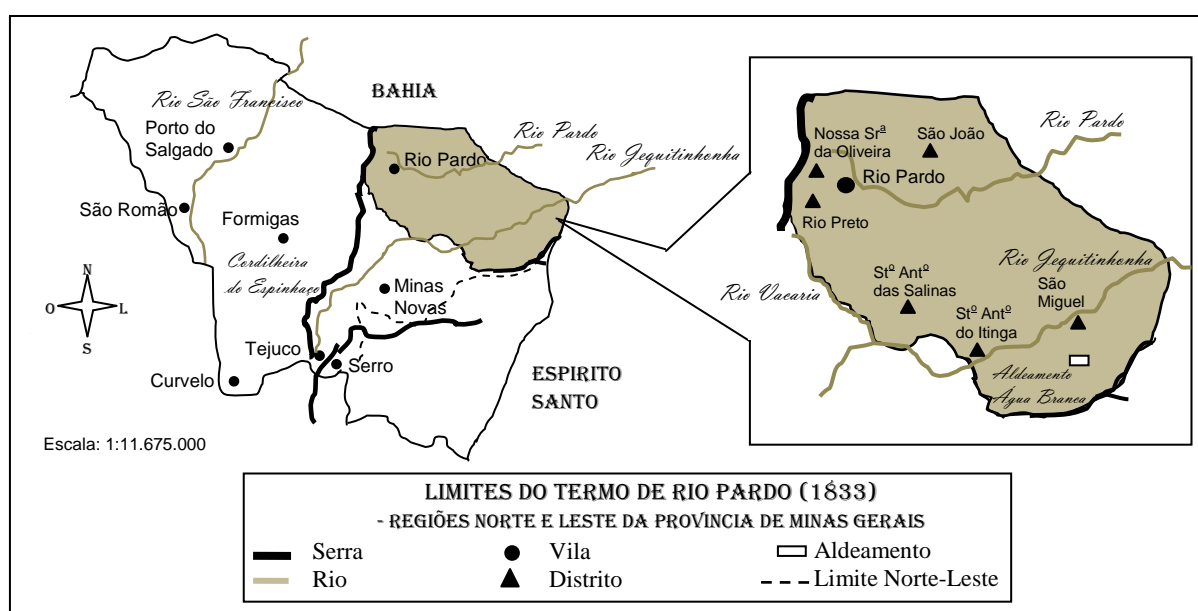 BAHIA
Rio São Francisco
Porto do
Salgado
Rio Pardo
Rio Jequitinhonha
Rio Pardo
São Romão
Formigas
Cordilheira
do Espinhaço
Minas
Novas
N
O
L
S
Tejuco
Serro
Curvelo
ESPIRITO
SANTO
Escala: 1:11.675.000
Nossa Srª
da Oliveira
São João
Rio Pardo
Rio Pardo
Rio Preto
Rio Jequitinhonha
Stº Antº
das Salinas
São
Miguel
Rio Vacaria
Stº Antº
do Itinga
Aldeamento
Água Branca
LIMITES DO TERMO DE RIO PARDO (1833)
- REGIÕES NORTE E LESTE DA PROVINCIA DE MINAS GERAIS
Serra
Vila
Aldeamento
Rio
Distrito
Limite Norte-Leste